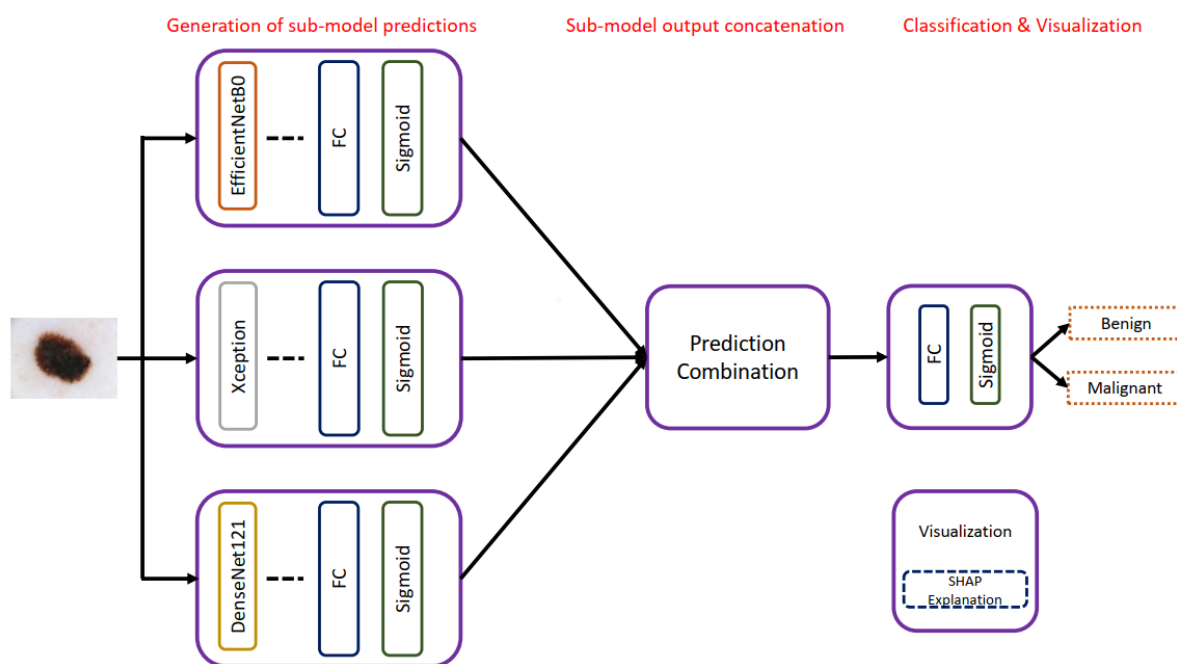 Generation of sub-model predictions
Sub-model output concatenation
Classification & Visualization
EfficientNetB0
FC
Sigmoid
Xception
FC
Sigmoid
DenseNet121
FC
Sigmoid
Prediction
Combination
FC
Sigmoid
Benign
Malignant
Visualization
SHAP
Explanation